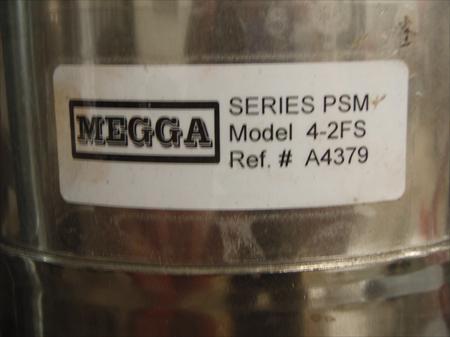 MEGGA
SERIES PSM
Model 4-2FS
Ref. # A4379